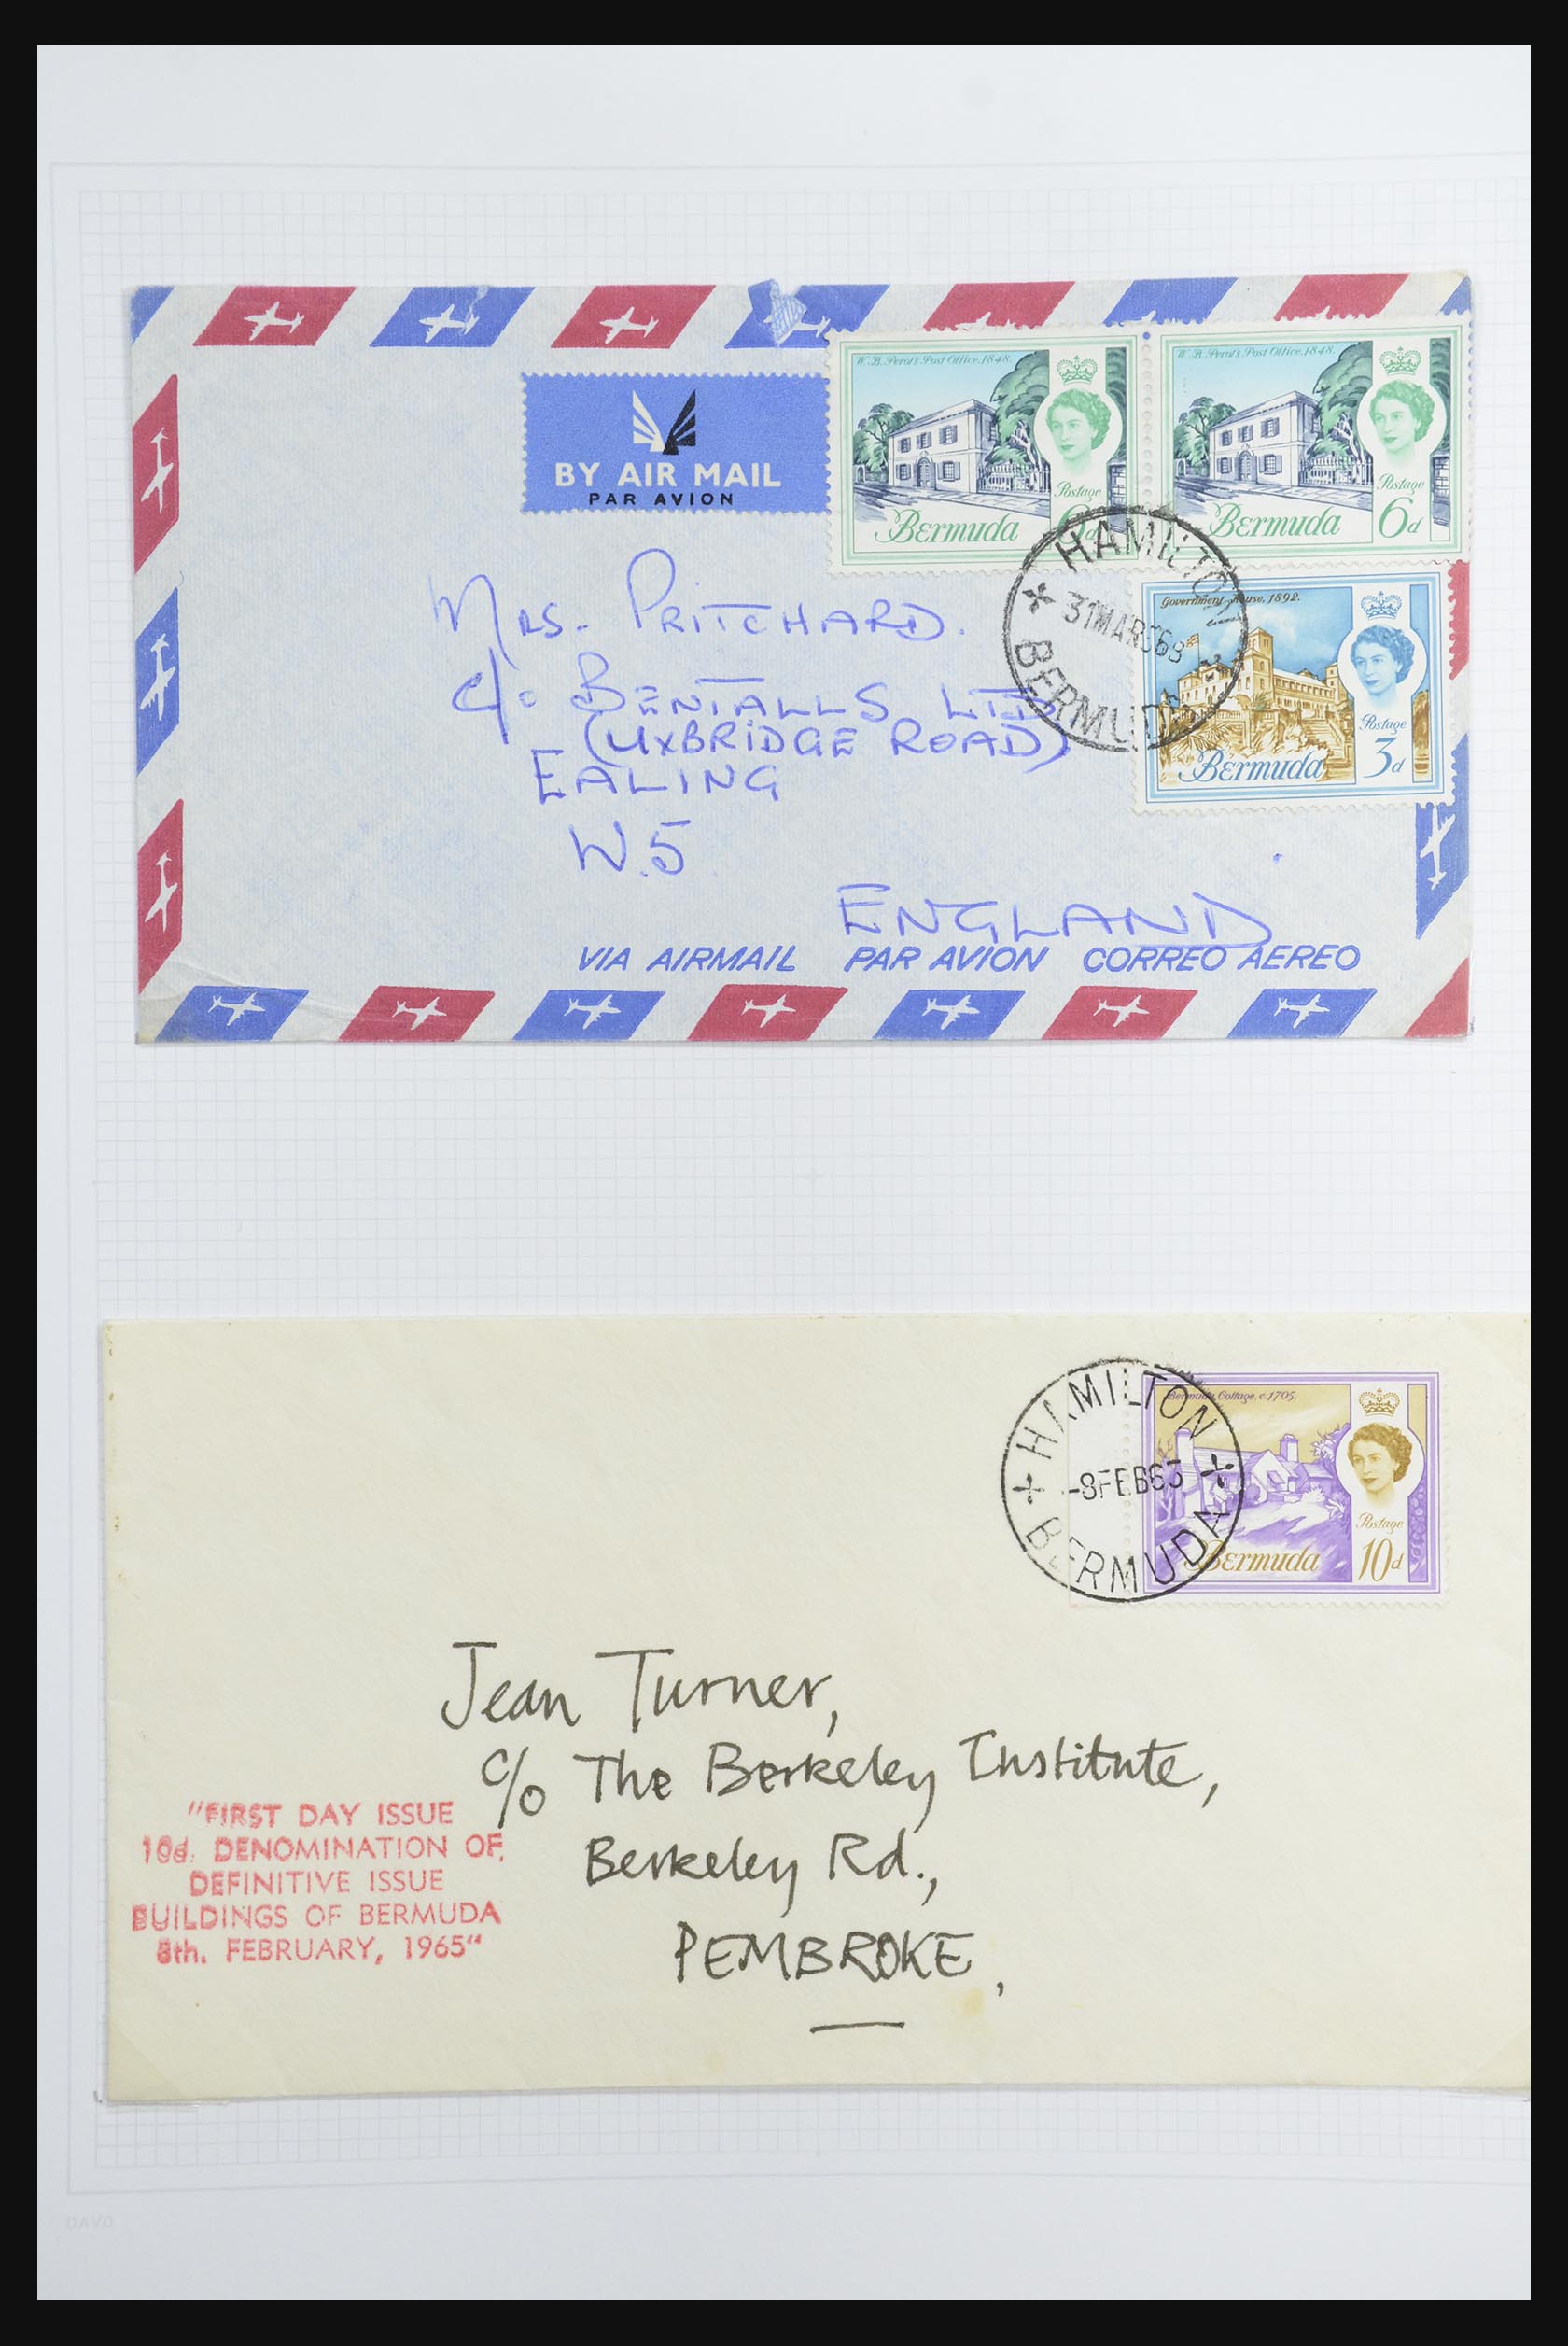 W. B. Perot's Post Office, 1848.
W. B. Perot's Post Office, 1848.
BY AIR MAIL
PAR AVION
Postage
Bermuda 6d
Postage
Bermuda 6d
HAMILTON
31 MAR 68
BERMUDA
Government House, 1892.
Postage
Bermuda 3d
Mrs. PRITCHARD.
c/o BENTALLS LTD
(UXBRIDGE ROAD)
EALING
W.5
ENGLAND
VIA AIRMAIL PAR AVION CORREO AEREO
HAMILTON
-8 FEB 65
BERMUDA
Bermuda Cottage, c.1705.
Postage
Bermuda 10d
Jean Turner,
c/o The Berkeley Institute,
Berkeley Rd.,
PEMBROKE,
"FIRST DAY ISSUE
10d. DENOMINATION OF
DEFINITIVE ISSUE
BUILDINGS OF BERMUDA
8th. FEBRUARY, 1965"
DAVO